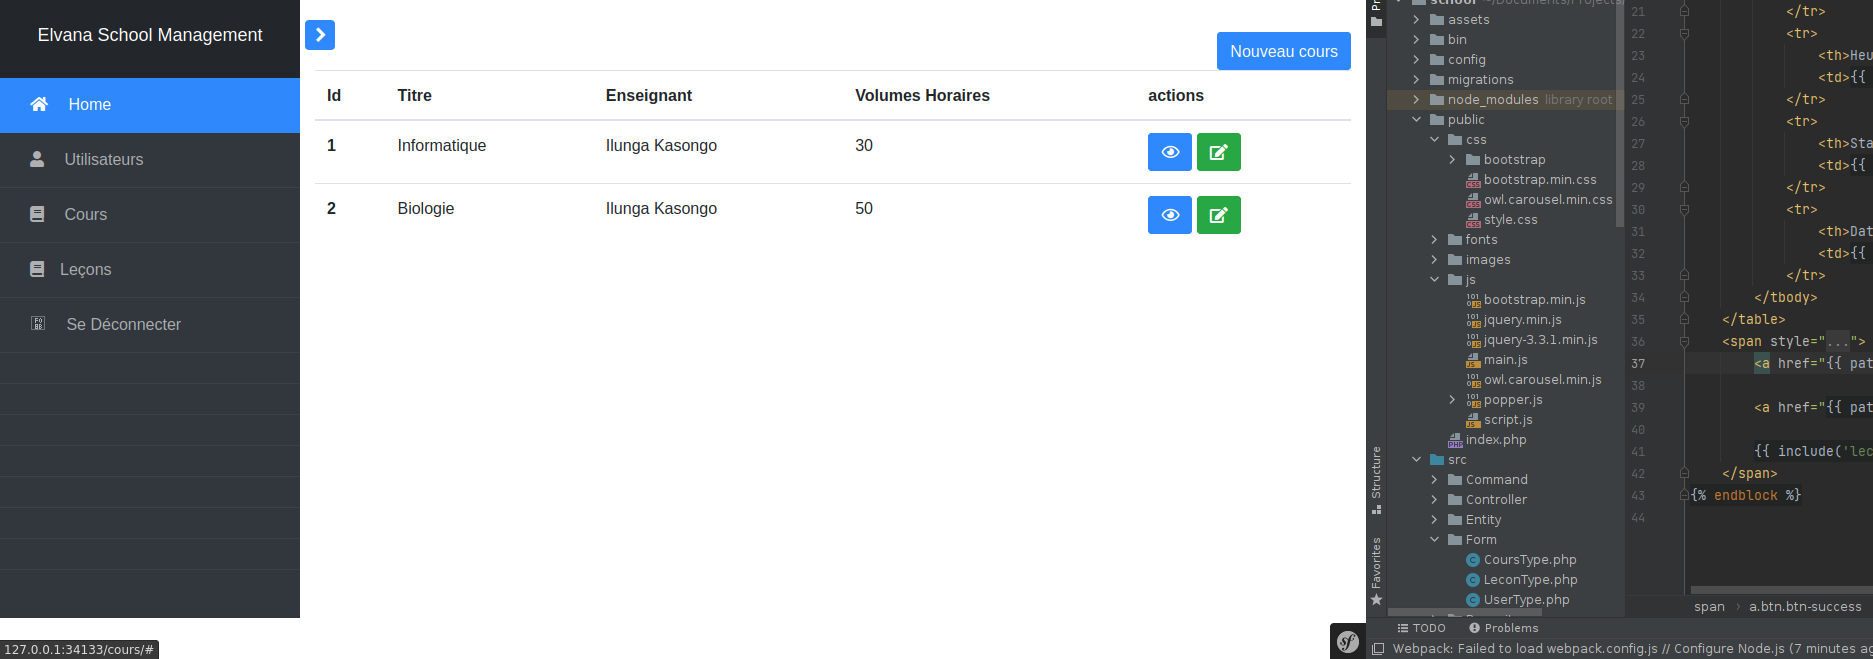 Elvana School Management
Home
Utilisateurs
Cours
Leçons
Se Déconnecter
127.0.0.1:34133/cours/#
Nouveau cours
Id Titre Enseignant Volumes Horaires actions
1 Informatique Ilunga Kasongo 30
2 Biologie Ilunga Kasongo 50
sf
Structure
Favorites
assets
bin
config
migrations
node_modules library root
public
css
bootstrap
bootstrap.min.css
owl.carousel.min.css
style.css
fonts
images
js
bootstrap.min.js
jquery.min.js
jquery-3.3.1.min.js
main.js
owl.carousel.min.js
popper.js
script.js
index.php
src
Command
Controller
Entity
Form
CoursType.php
LeconType.php
UserType.php
21 </tr>
22 <tr>
23 <th>Heu
24 <td>{{
25 </tr>
26 <tr>
27 <th>Sta
28 <td>{{
29 </tr>
30 <tr>
31 <th>Dat
32 <td>{{
33 </tr>
34 </tbody>
35 </table>
36 <span style="...">
37 <a href="{{ pat
38
39 <a href="{{ pat
40
41 {{ include('lec
42 </span>
43 {% endblock %}
44
span › a.btn.btn-success
TODO Problems
Webpack: Failed to load webpack.config.js // Configure Node.js (7 minutes ag